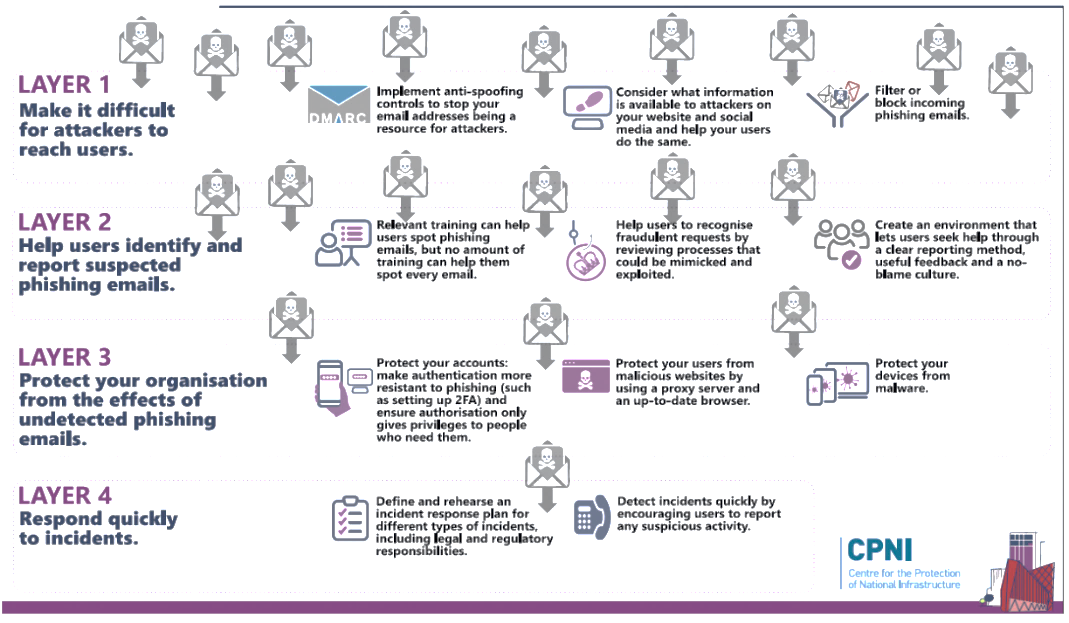 LAYER 1
Make it difficult
for attackers to
reach users.
DMARC
Implement anti-spoofing
controls to stop your
email addresses being a
resource for attackers.
Consider what information
is available to attackers on
your website and social
media and help your users
do the same.
Filter or
block incoming
phishing emails.
LAYER 2
Help users identify and
report suspected
phishing emails.
Relevant training can help
users spot phishing
emails, but no amount of
training can help them
spot every email.
Help users to recognise
fraudulent requests by
reviewing processes that
could be mimicked and
exploited.
Create an environment that
lets users seek help through
a clear reporting method,
useful feedback and a no-
blame culture.
LAYER 3
Protect your organisation
from the effects of
undetected phishing
emails.
Protect your accounts:
make authentication more
resistant to phishing (such
as setting up 2FA) and
ensure authorisation only
gives privileges to people
who need them.
Protect your users from
malicious websites by
using a proxy server and
an up-to-date browser.
Protect your
devices from
malware.
LAYER 4
Respond quickly
to incidents.
Define and rehearse an
incident response plan for
different types of incidents,
including legal and regulatory
responsibilities.
Detect incidents quickly by
encouraging users to report
any suspicious activity.
CPNI
Centre for the Protection
of National Infrastructure